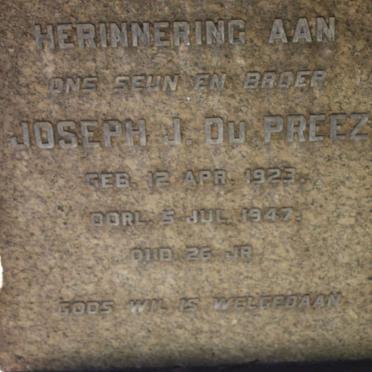 HERINNERING AAN
ONS SEUN EN BROER
JOSEPH J. DU PREEZ
GEB. 12 APR. 1923.
OORL. 5 JUL. 1947.
OUD 26 JR.
GODS WIL IS WELGEDAAN